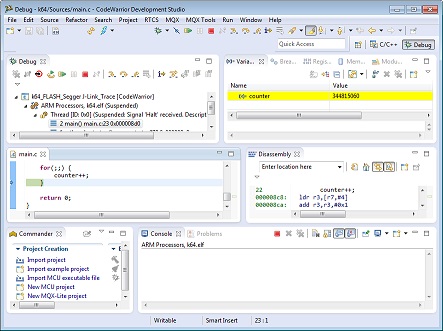 Debug - k64/Sources/main.c - CodeWarrior Development Studio
File Edit Source Refactor Search Project RTCS MQX MQX Tools Run Window Help
Quick Access
C/C++
Debug
Debug
k64_FLASH_Segger J-Link_Trace [CodeWarrior]
ARM Processors, k64.elf (Suspended)
Thread [ID: 0x0] (Suspended: Signal 'Halt' received. Descript
2 main() main.c:23 0x000008d0
Varia...
Brea...
Regis...
Mem...
Modu...
Name Value
counter 344815060
main.c
for(;;) {
counter++;
}
return 0;
}
Disassembly
Enter location here
22 counter++;
000008c8: ldr r3,[r7,#4]
000008ca: add r3,r3,#0x1
Commander
Project Creation
Import project
Import example project
Import MCU executable file
New MCU project
New MQX-Lite project
Console
Problems
ARM Processors, k64.elf
Writable Smart Insert 23 : 1